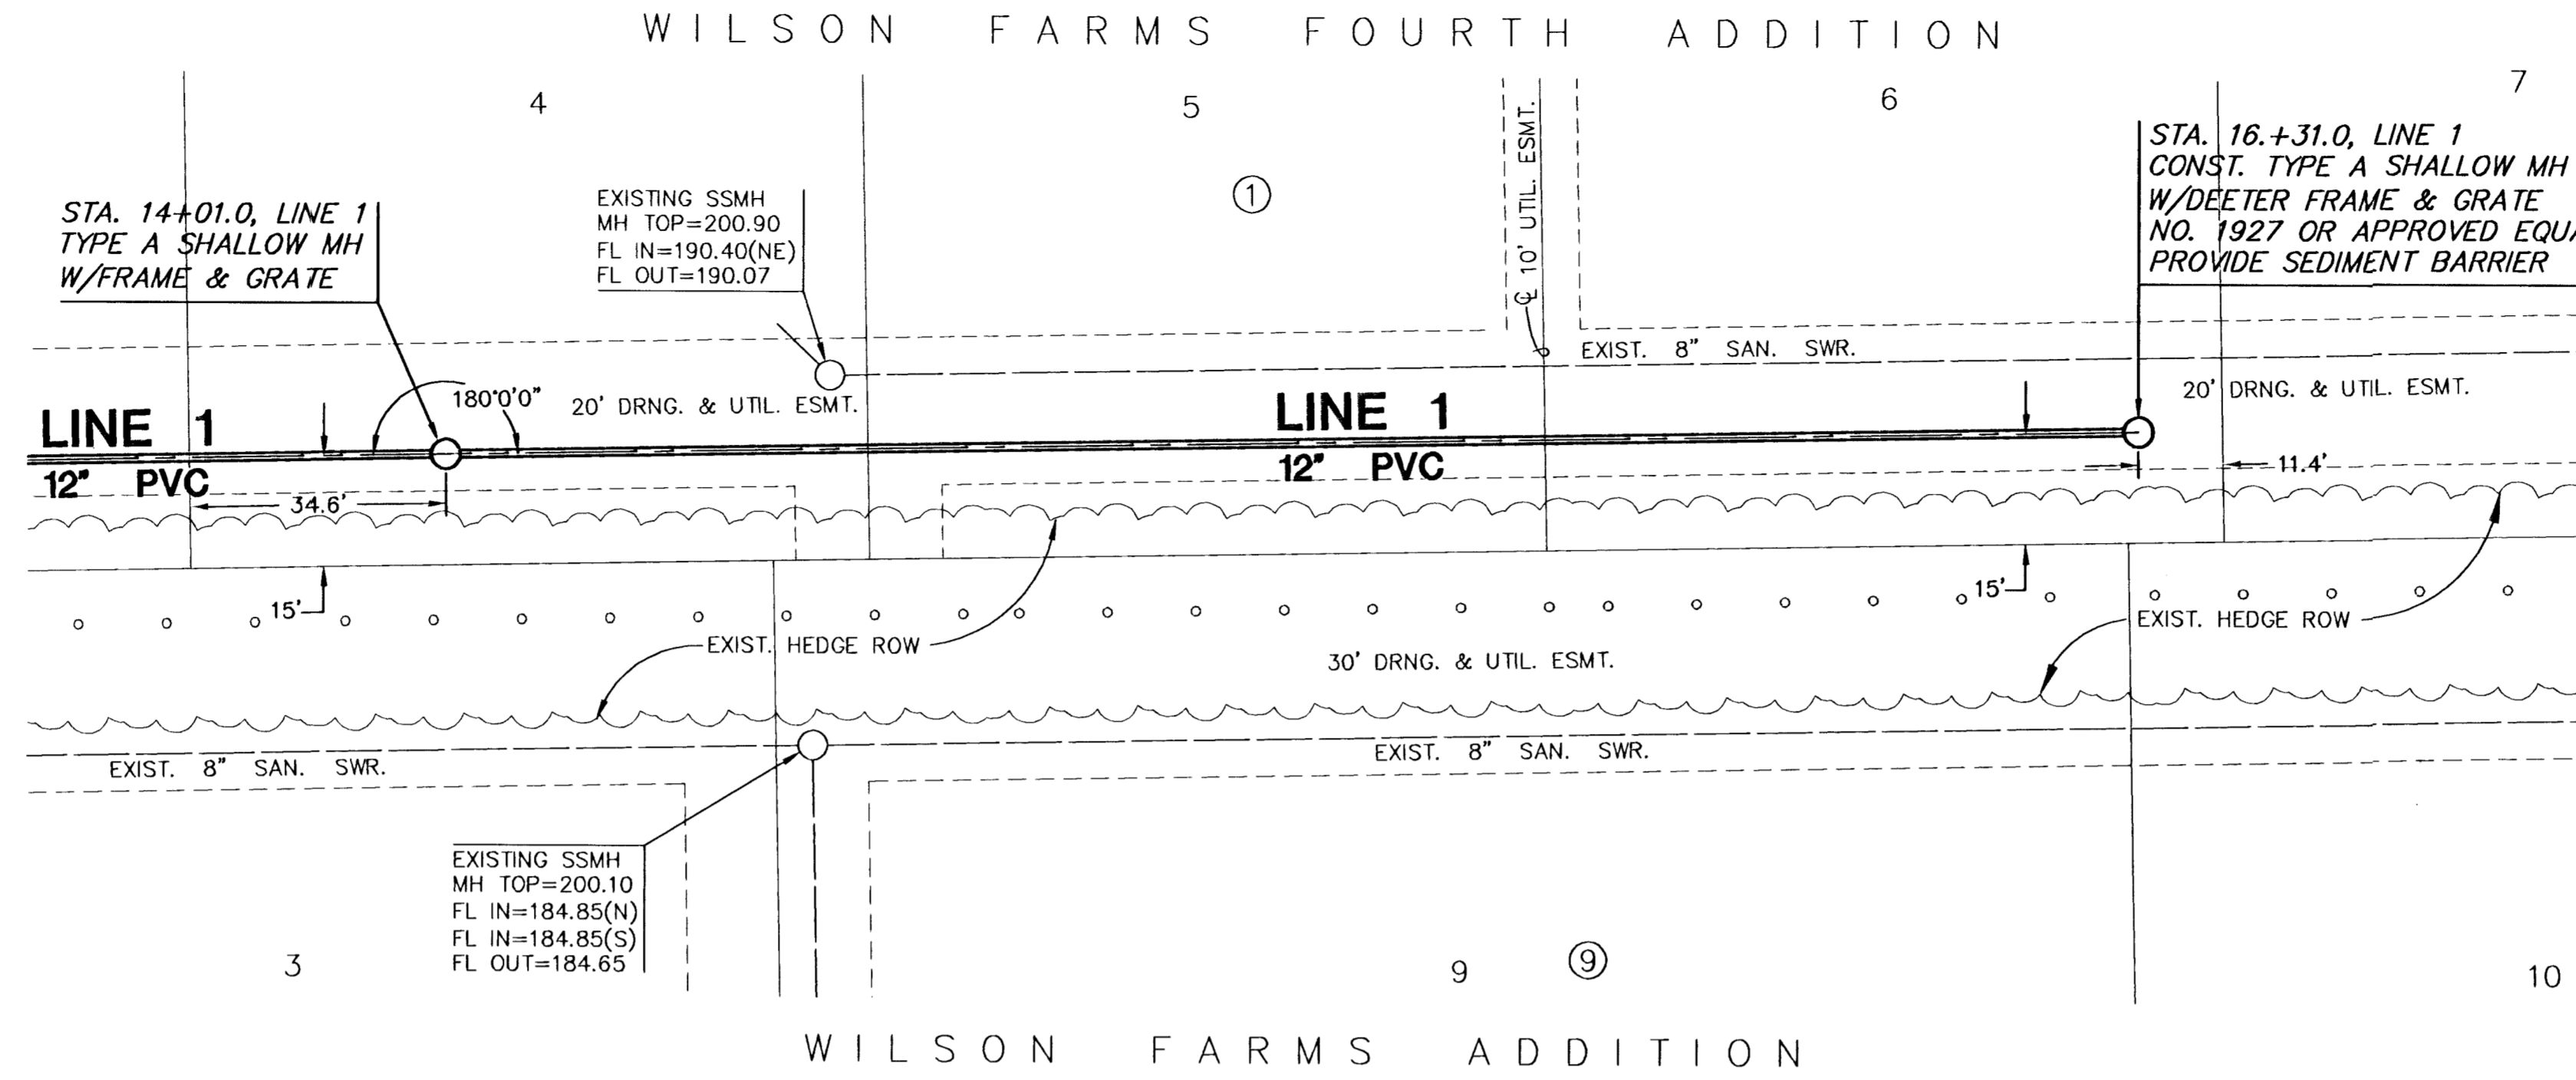 WILSON FARMS FOURTH ADDITION
4
5
6
7
STA. 14+01.0, LINE 1
TYPE A SHALLOW MH
W/FRAME & GRATE
EXISTING SSMH
MH TOP=200.90
FL IN=190.40(NE)
FL OUT=190.07
1
℄ 10' UTIL. ESMT.
STA. 16.+31.0, LINE 1
CONST. TYPE A SHALLOW MH
W/DEETER FRAME & GRATE
NO. 1927 OR APPROVED EQUA
PROVIDE SEDIMENT BARRIER
EXIST. 8" SAN. SWR.
180°0'0"
20' DRNG. & UTIL. ESMT.
20' DRNG. & UTIL. ESMT.
LINE 1
12" PVC
LINE 1
12" PVC
34.6'
11.4'
15'
15'
EXIST. HEDGE ROW
EXIST. HEDGE ROW
30' DRNG. & UTIL. ESMT.
EXIST. 8" SAN. SWR.
EXIST. 8" SAN. SWR.
EXISTING SSMH
MH TOP=200.10
FL IN=184.85(N)
FL IN=184.85(S)
FL OUT=184.65
3
9
9
10
WILSON FARMS ADDITION